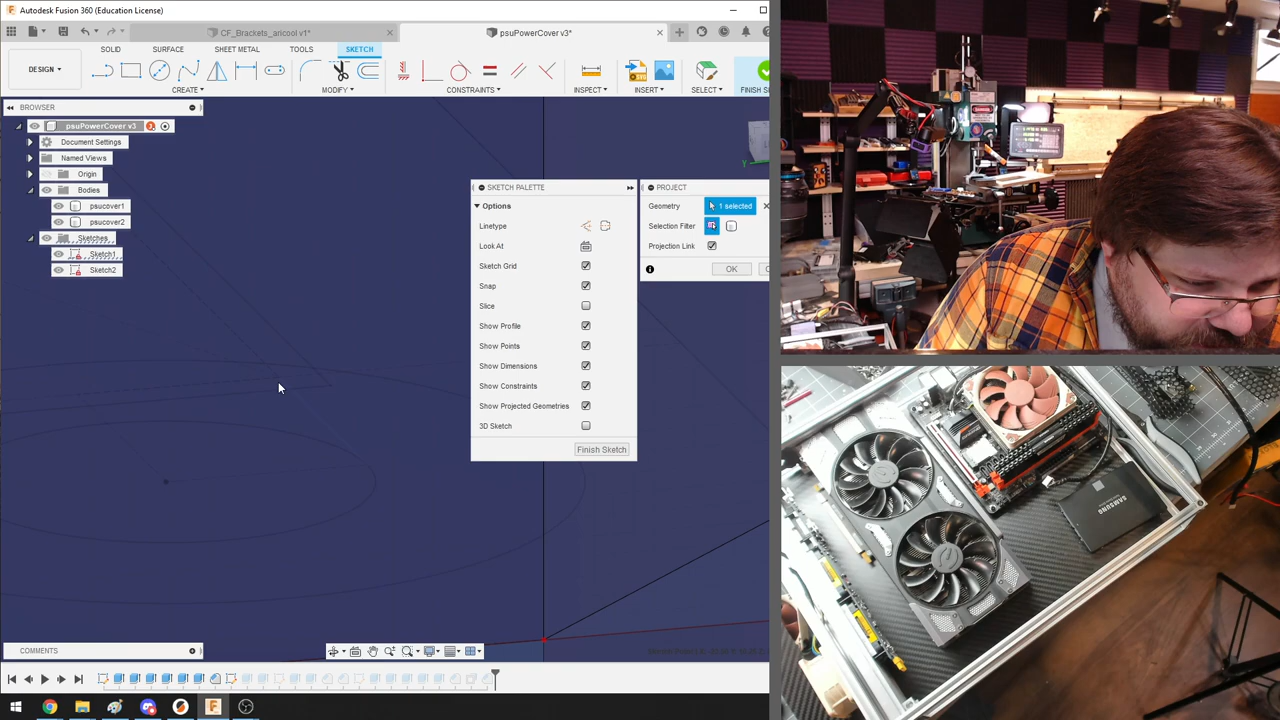 Autodesk Fusion 360 (Education License)
CF_Brackets_aricool v1*
psuPowerCover v3*
SOLID SURFACE SHEET METAL TOOLS SKETCH
DESIGN
CREATE MODIFY CONSTRAINTS INSPECT INSERT SELECT FINISH S
BROWSER
psuPowerCover v3
Document Settings
Named Views
Origin
Bodies
psucover1
psucover2
Sketches
Sketch1
Sketch2
SKETCH PALETTE
Options
Linetype
Look At
Sketch Grid
Snap
Slice
Show Profile
Show Points
Show Dimensions
Show Constraints
Show Projected Geometries
3D Sketch
Finish Sketch
PROJECT
Geometry 1 selected
Selection Filter
Projection Link
OK
Y
COMMENTS
SAMSUNG